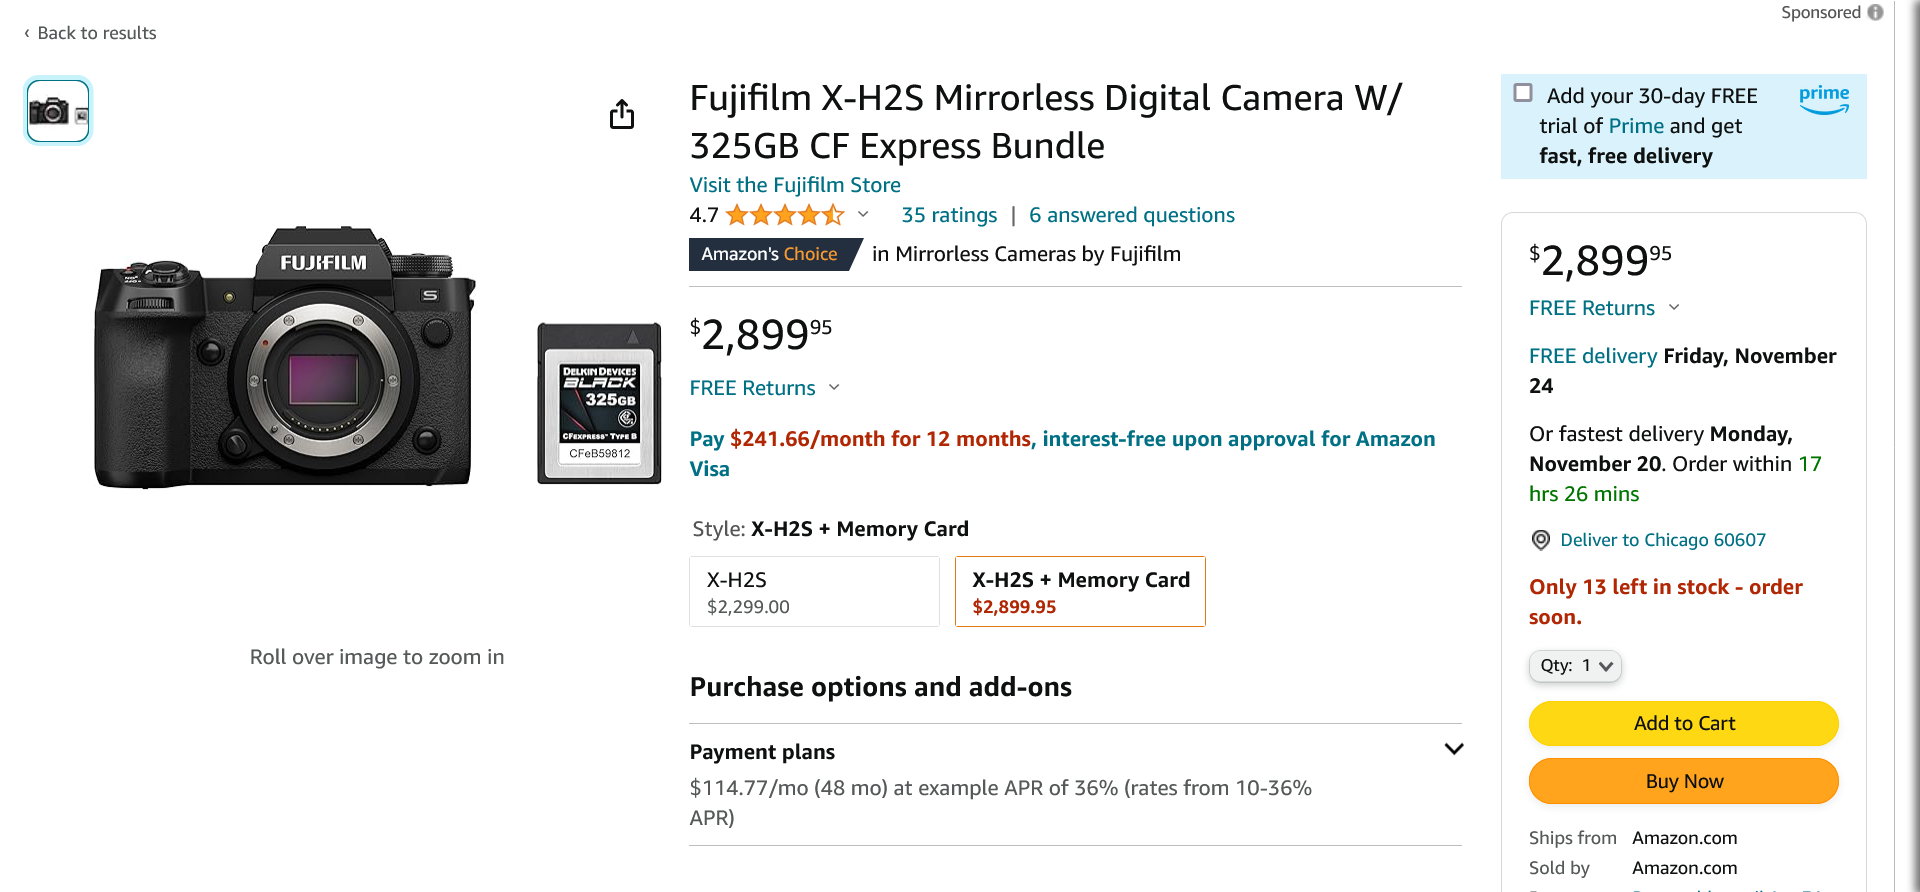 Sponsored
‹ Back to results
Fujifilm X-H2S Mirrorless Digital Camera W/
325GB CF Express Bundle
Visit the Fujifilm Store
4.7
35 ratings | 6 answered questions
Amazon's Choice in Mirrorless Cameras by Fujifilm
$2,89995
FREE Returns
Pay $241.66/month for 12 months, interest-free upon approval for Amazon
Visa
Style: X-H2S + Memory Card
X-H2S
$2,299.00
X-H2S + Memory Card
$2,899.95
Purchase options and add-ons
Payment plans
$114.77/mo (48 mo) at example APR of 36% (rates from 10-36%
APR)
FUJIFILM
S
DELKIN DEVICES
BLACK
325GB
CFEXPRESS™ TYPE B
CFeB59812
Roll over image to zoom in
Add your 30-day FREE
trial of Prime and get
fast, free delivery
prime
$2,89995
FREE Returns
FREE delivery Friday, November
24
Or fastest delivery Monday,
November 20. Order within 17
hrs 26 mins
Deliver to Chicago 60607
Only 13 left in stock - order
soon.
Qty: 1
Add to Cart
Buy Now
Ships from Amazon.com
Sold by Amazon.com